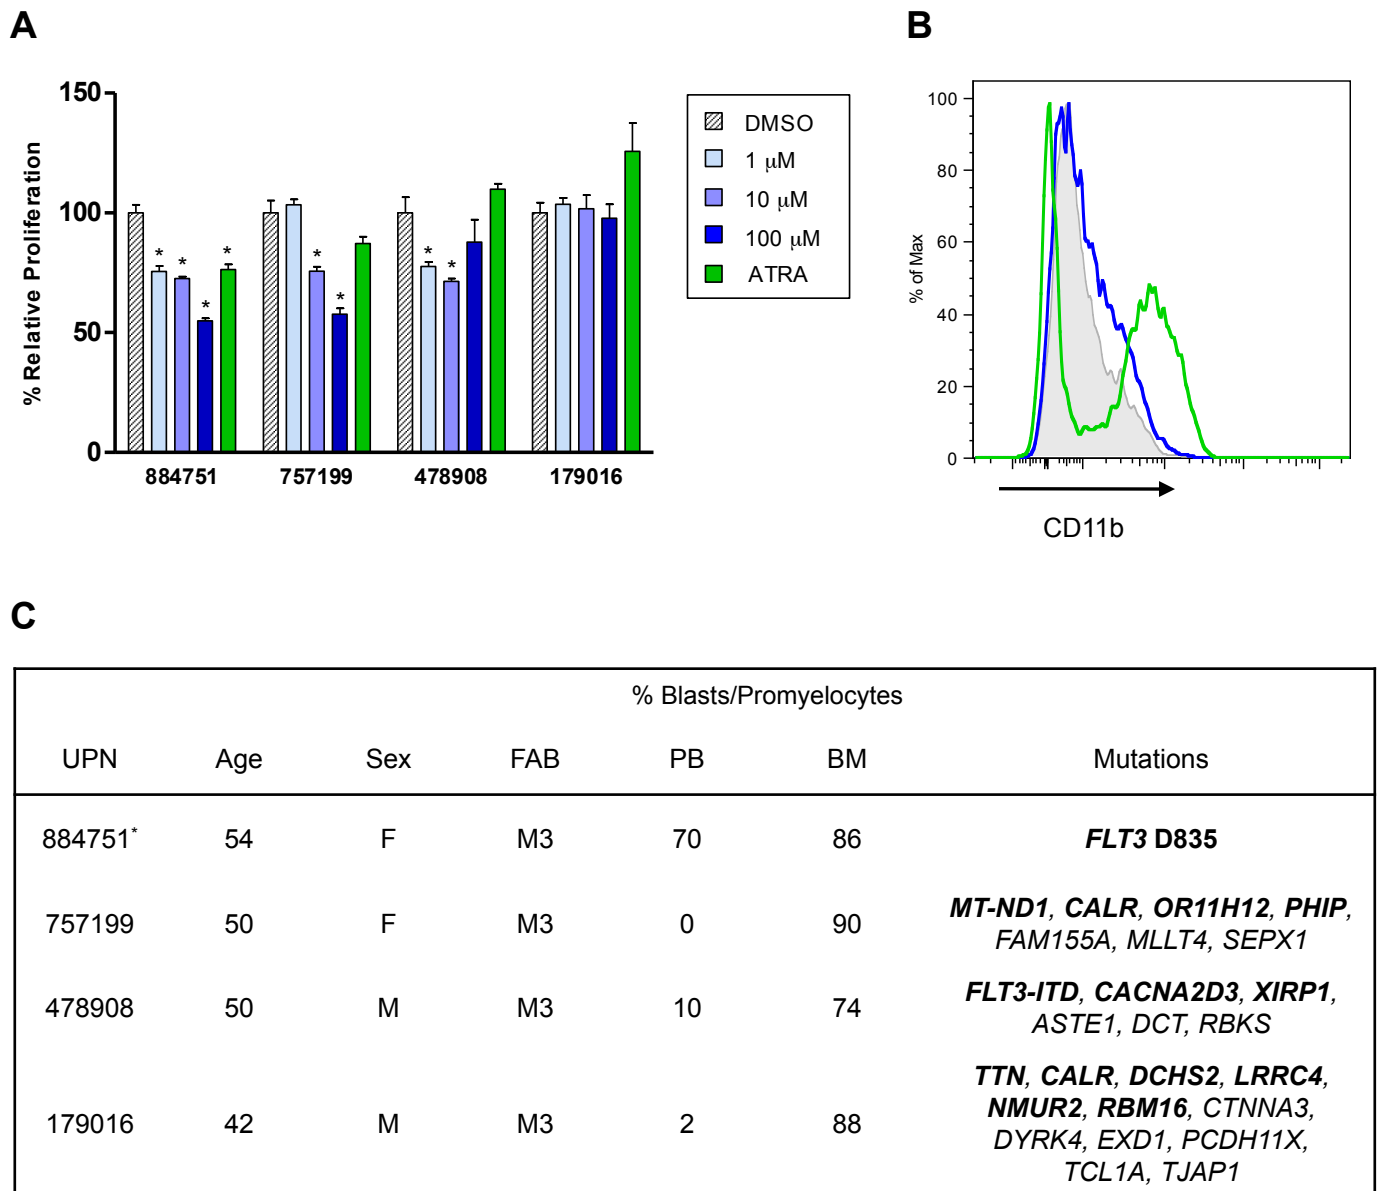 A
B
150
100
50
0
% Relative Proliferation
* * * *
* *
* *
884751 757199 478908 179016
DMSO
1 μM
10 μM
100 μM
ATRA
100
80
60
40
20
0
% of Max
CD11b
C
% Blasts/Promyelocytes
UPN Age Sex FAB PB BM Mutations
884751* 54 F M3 70 86 FLT3 D835
757199 50 F M3 0 90 MT-ND1, CALR, OR11H12, PHIP,
FAM155A, MLLT4, SEPX1
478908 50 M M3 10 74 FLT3-ITD, CACNA2D3, XIRP1,
ASTE1, DCT, RBKS
179016 42 M M3 2 88 TTN, CALR, DCHS2, LRRC4,
NMUR2, RBM16, CTNNA3,
DYRK4, EXD1, PCDH11X,
TCL1A, TJAP1